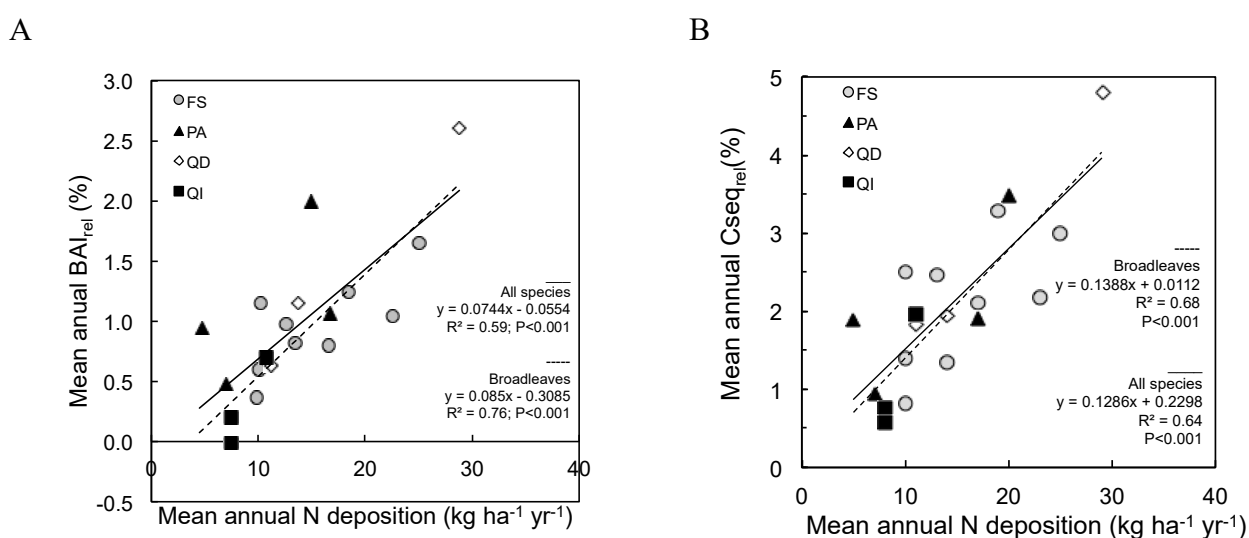 A
Mean annual BAIrel (%)
3.0
2.5
2.0
1.5
1.0
0.5
0.0
-0.5
FS
PA
QD
QI
All species
y = 0.0744x - 0.0554
R² = 0.59; P<0.001
Broadleaves
y = 0.085x - 0.3085
R² = 0.76; P<0.001
0 10 20 30 40
Mean annual N deposition (kg ha-1 yr-1)
B
Mean annual Cseqrel(%)
5
4
3
2
1
0
FS
PA
QD
QI
Broadleaves
y = 0.1388x + 0.0112
R² = 0.68
P<0.001
All species
y = 0.1286x + 0.2298
R² = 0.64
P<0.001
0 10 20 30 40
Mean annual N deposition (kg ha-1 yr-1)